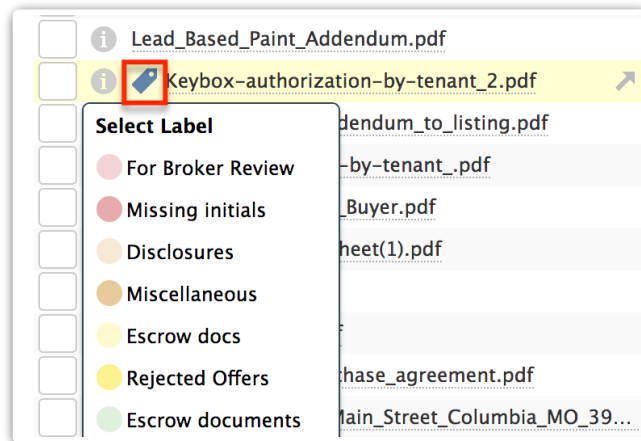 Lead_Based_Paint_Addendum.pdf
Keybox-authorization-by-tenant_2.pdf
Select Label
dendum_to_listing.pdf
For Broker Review
-by-tenant_.pdf
Missing initials
_Buyer.pdf
Disclosures
heet(1).pdf
Miscellaneous
Escrow docs
Rejected Offers
chase_agreement.pdf
Escrow documents
Main_Street_Columbia_MO_39...